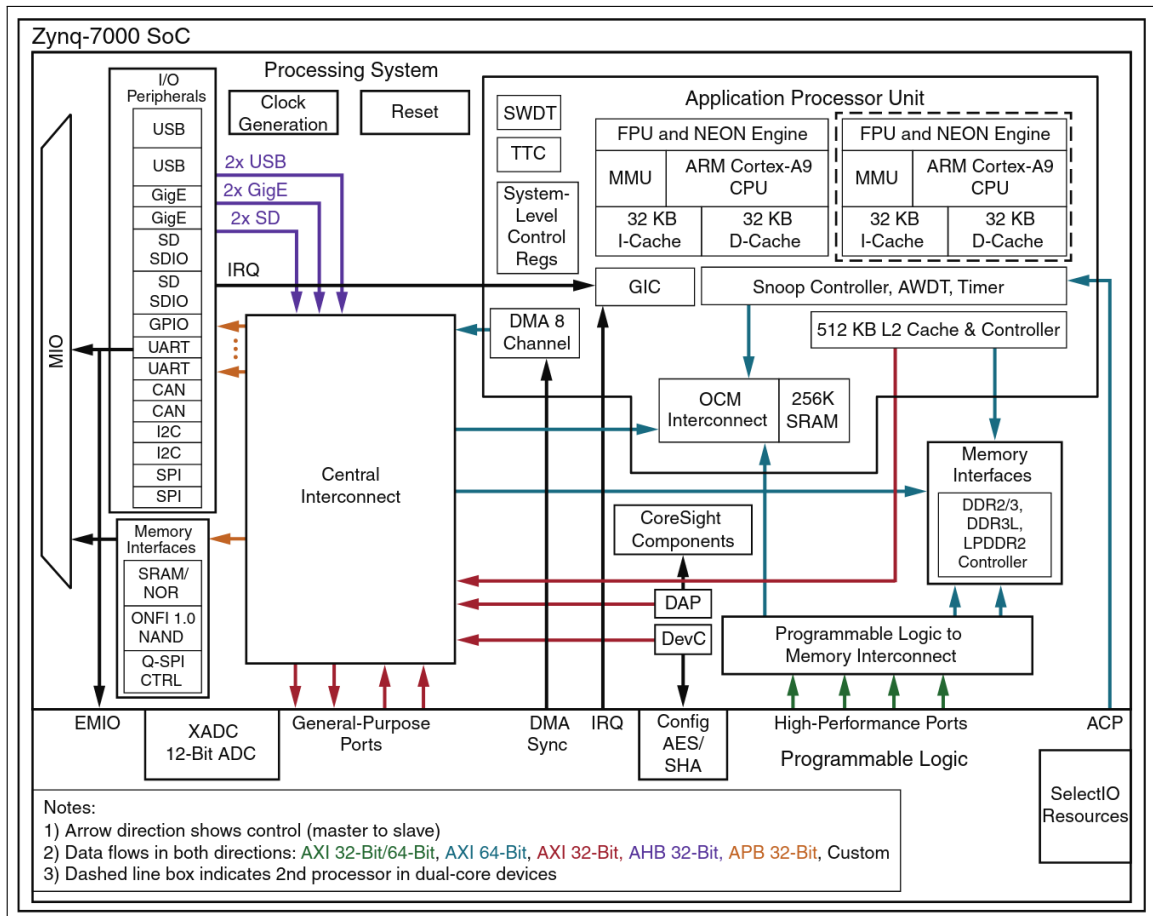 Zynq-7000 SoC
Processing System
I/O
Peripherals
USB
USB
GigE
GigE
SD
SDIO
SD
SDIO
GPIO
UART
UART
CAN
CAN
I2C
I2C
SPI
SPI
MIO
Clock
Generation
Reset
2x USB
2x GigE
2x SD
IRQ
Application Processor Unit
SWDT
TTC
System-
Level
Control
Regs
FPU and NEON Engine
MMU
ARM Cortex-A9
CPU
32 KB
I-Cache
32 KB
D-Cache
FPU and NEON Engine
MMU
ARM Cortex-A9
CPU
32 KB
I-Cache
32 KB
D-Cache
GIC
Snoop Controller, AWDT, Timer
DMA 8
Channel
512 KB L2 Cache & Controller
OCM
Interconnect
256K
SRAM
Central
Interconnect
Memory
Interfaces
DDR2/3,
DDR3L,
LPDDR2
Controller
CoreSight
Components
DAP
DevC
Memory
Interfaces
SRAM/
NOR
ONFI 1.0
NAND
Q-SPI
CTRL
Programmable Logic to
Memory Interconnect
EMIO
XADC
12-Bit ADC
General-Purpose
Ports
DMA
Sync
IRQ
Config
AES/
SHA
High-Performance Ports
ACP
Programmable Logic
SelectIO
Resources
Notes:
1) Arrow direction shows control (master to slave)
2) Data flows in both directions: AXI 32-Bit/64-Bit, AXI 64-Bit, AXI 32-Bit, AHB 32-Bit, APB 32-Bit, Custom
3) Dashed line box indicates 2nd processor in dual-core devices